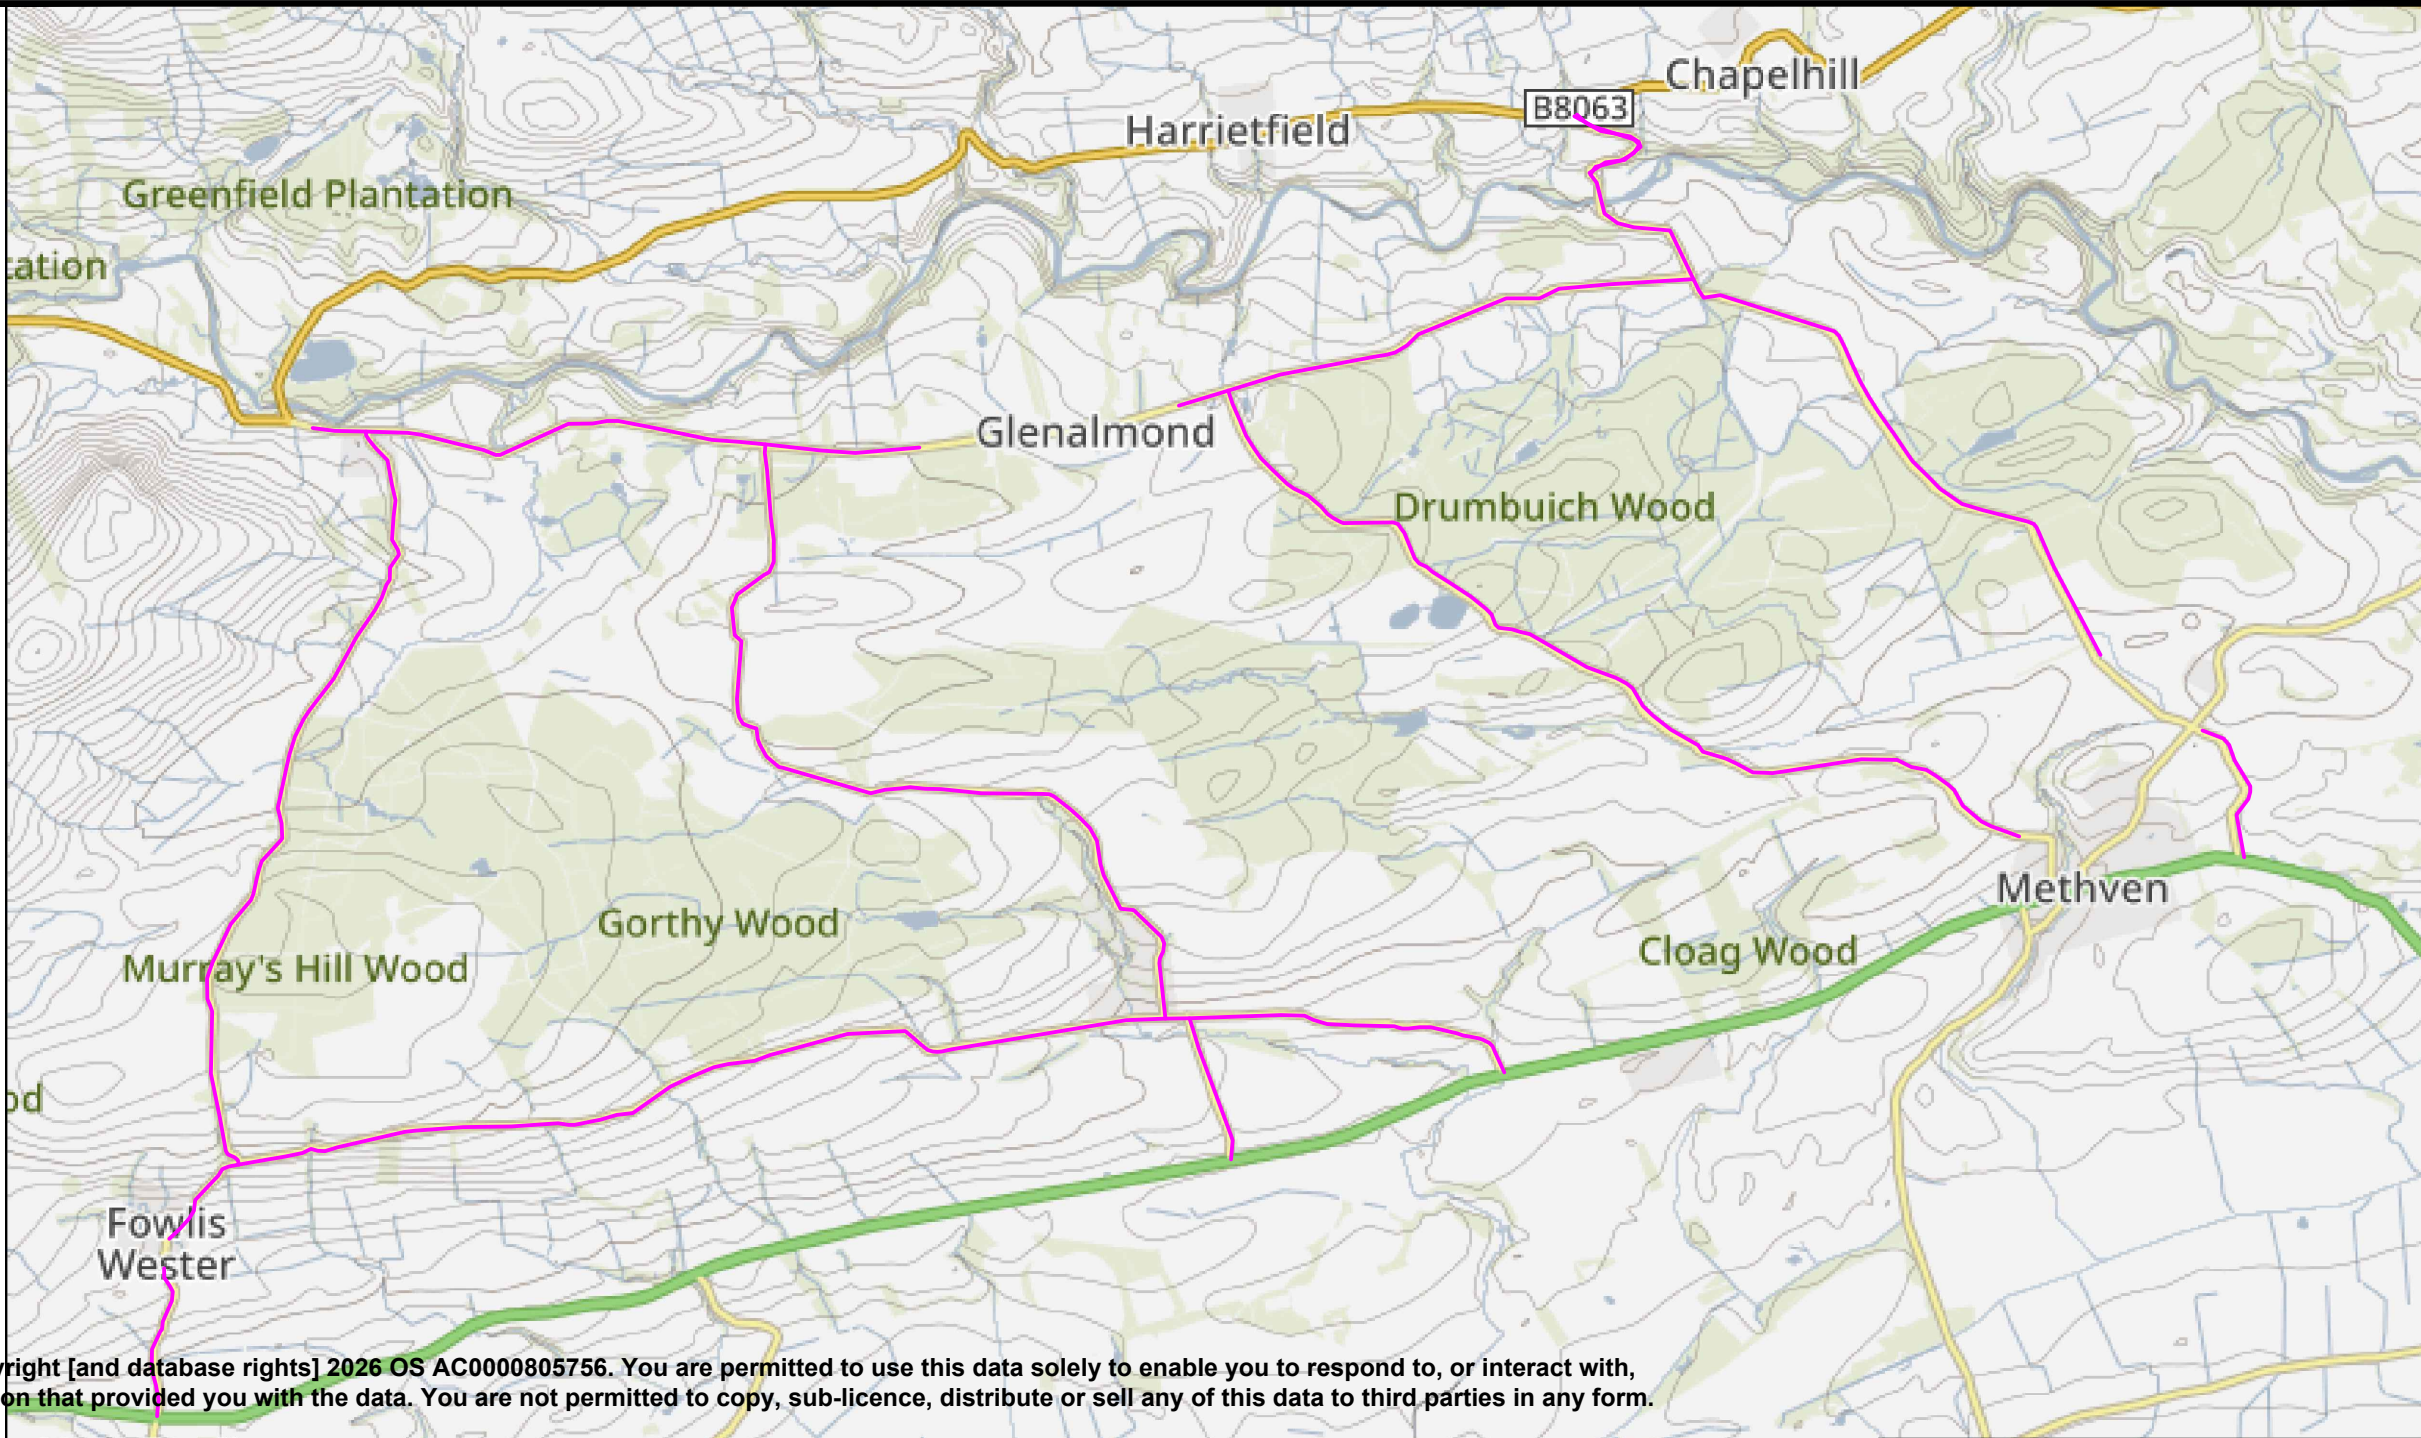 Chapelhill
B8063
Harrietfield
Greenfield Plantation
tation
Glenalmond
Drumbuich Wood
Methven
Gorthy Wood
Cloag Wood
Murray's Hill Wood
od
Fowlis
Wester
right [and database rights] 2026 OS AC0000805756. You are permitted to use this data solely to enable you to respond to, or interact with,
on that provided you with the data. You are not permitted to copy, sub-licence, distribute or sell any of this data to third parties in any form.